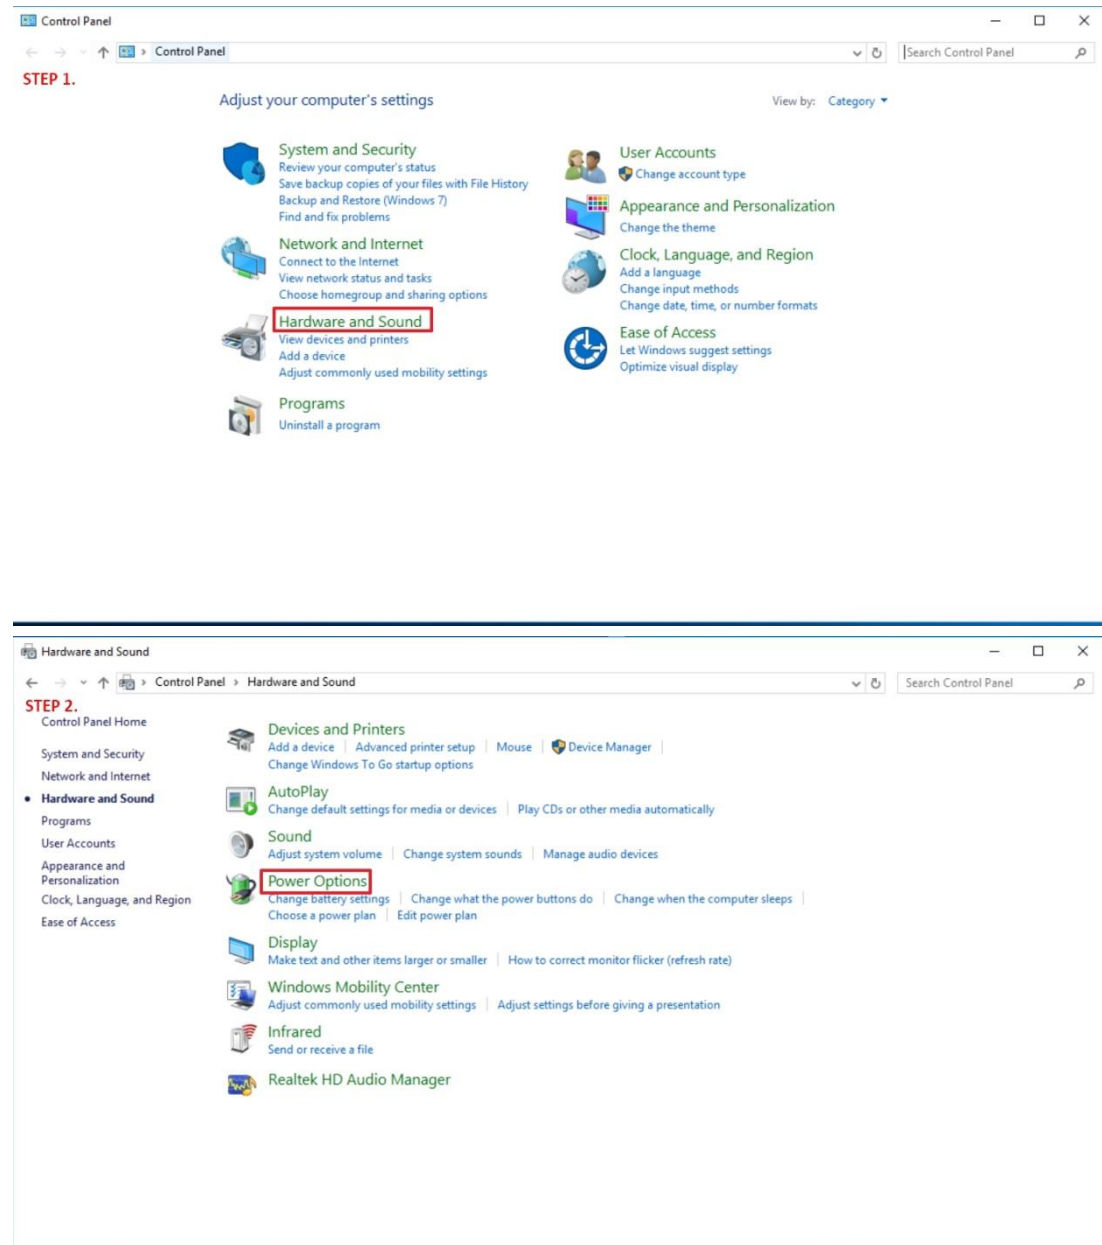 Control Panel
Control Panel
Search Control Panel
STEP 1.
Adjust your computer's settings
View by: Category
System and Security
Review your computer's status
Save backup copies of your files with File History
Backup and Restore (Windows 7)
Find and fix problems
Network and Internet
Connect to the Internet
View network status and tasks
Choose homegroup and sharing options
Hardware and Sound
View devices and printers
Add a device
Adjust commonly used mobility settings
Programs
Uninstall a program
User Accounts
Change account type
Appearance and Personalization
Change the theme
Clock, Language, and Region
Add a language
Change input methods
Change date, time, or number formats
Ease of Access
Let Windows suggest settings
Optimize visual display
Hardware and Sound
Control Panel > Hardware and Sound
Search Control Panel
STEP 2.
Control Panel Home
System and Security
Network and Internet
Hardware and Sound
Programs
User Accounts
Appearance and
Personalization
Clock, Language, and Region
Ease of Access
Devices and Printers
Add a device | Advanced printer setup | Mouse | Device Manager |
Change Windows To Go startup options
AutoPlay
Change default settings for media or devices | Play CDs or other media automatically
Sound
Adjust system volume | Change system sounds | Manage audio devices
Power Options
Change battery settings | Change what the power buttons do | Change when the computer sleeps |
Choose a power plan | Edit power plan
Display
Make text and other items larger or smaller | How to correct monitor flicker (refresh rate)
Windows Mobility Center
Adjust commonly used mobility settings | Adjust settings before giving a presentation
Infrared
Send or receive a file
Realtek HD Audio Manager